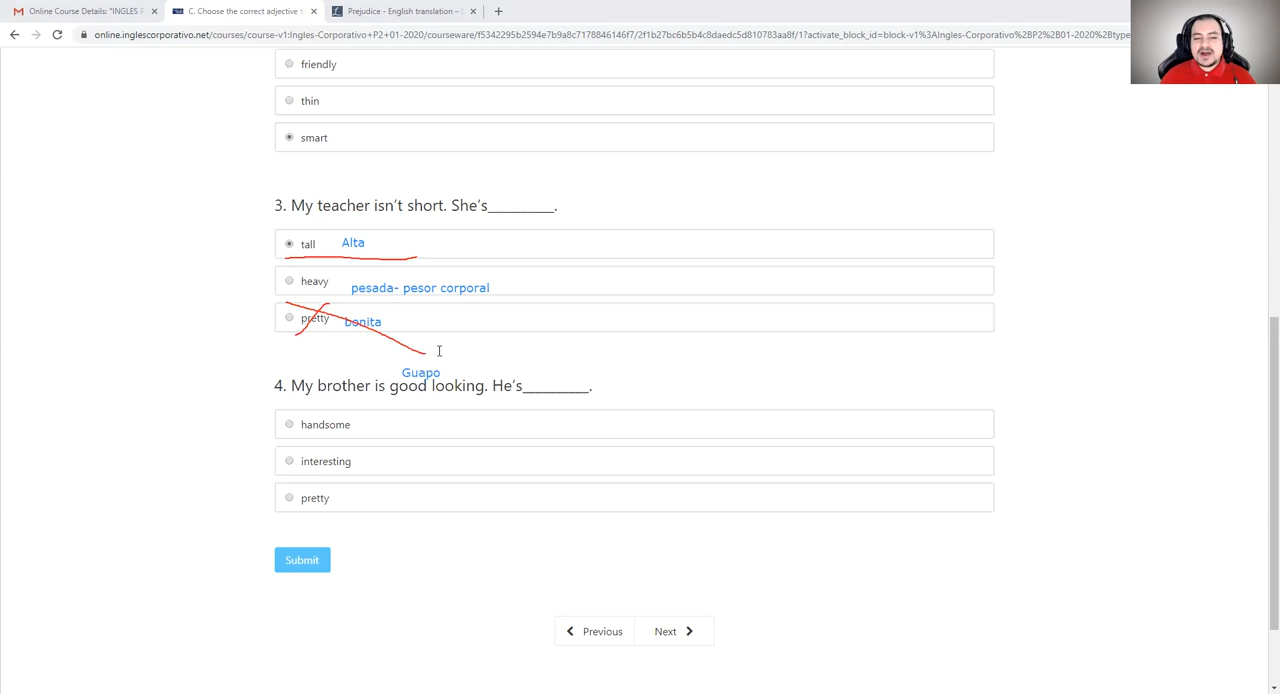 Online Course Details: "INGLES P
C. Choose the correct adjective t
Prejudice - English translation – L
online.inglescorporativo.net/courses/course-v1:Ingles-Corporativo+P2+01-2020/courseware/f5342295b2594e7b9a8c7178846146f7/2f1b27bc6b5b4c8daedc5d810783aa8f/1?activate_block_id=block-v1%3AIngles-Corporativo%2BP2%2B01-2020%2Btype
friendly
thin
smart
3. My teacher isn't short. She's__________.
tall Alta
heavy
pesada- pesor corporal
pretty bonita
Guapo
4. My brother is good looking. He's__________.
handsome
interesting
pretty
Submit
Previous Next